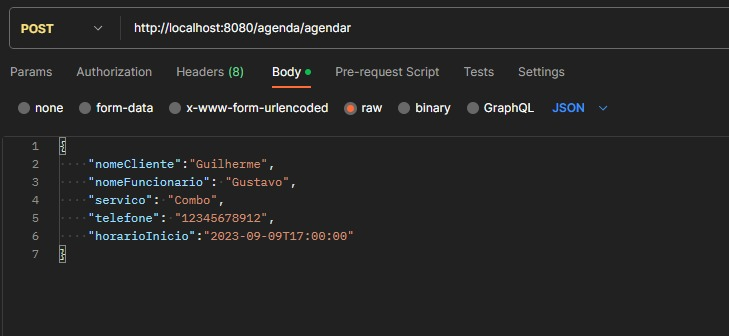 POST http://localhost:8080/agenda/agendar
Params Authorization Headers (8) Body Pre-request Script Tests Settings
none form-data x-www-form-urlencoded raw binary GraphQL JSON
1 {
2 "nomeCliente":"Guilherme",
3 "nomeFuncionario": "Gustavo",
4 "servico": "Combo",
5 "telefone": "12345678912",
6 "horarioInicio":"2023-09-09T17:00:00"
7 }